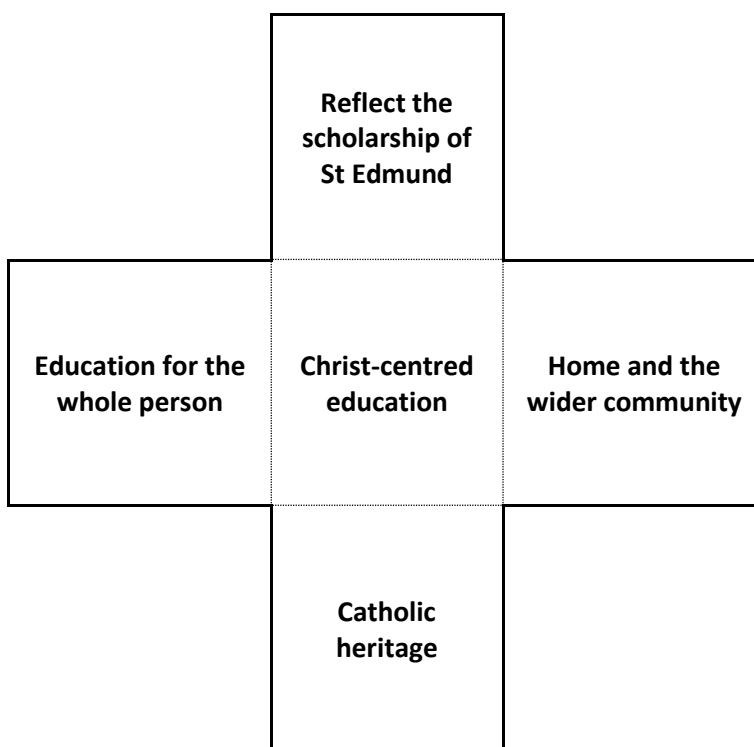 Reflect the
scholarship of
St Edmund
Education for the
whole person
Christ-centred
education
Home and the
wider community
Catholic
heritage